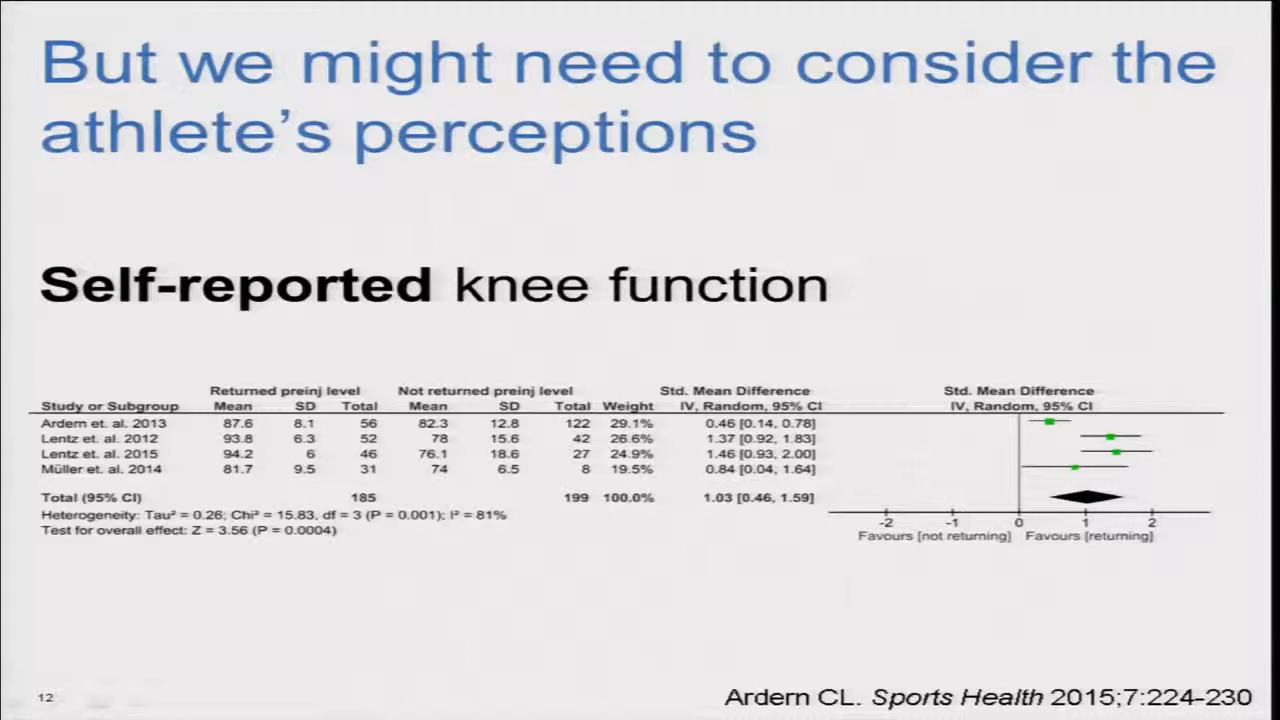 But we might need to consider the
athlete's perceptions
Self-reported knee function
Returned preinj level Not returned preinj level Std. Mean Difference Std. Mean Difference
Study or Subgroup Mean SD Total Mean SD Total Weight IV, Random, 95% CI IV, Random, 95% CI
Ardern et. al. 2013 87.6 8.1 56 82.3 12.8 122 29.1% 0.46 [0.14, 0.78]
Lentz et. al. 2012 93.8 6.3 52 78 15.6 42 26.6% 1.37 [0.92, 1.83]
Lentz et. al. 2015 94.2 6 46 76.1 18.6 27 24.9% 1.46 [0.93, 2.00]
Müller et. al. 2014 81.7 9.5 31 74 6.5 8 19.5% 0.84 [0.04, 1.64]
Total (95% CI) 185 199 100.0% 1.03 [0.46, 1.59]
Heterogeneity: Tau² = 0.26; Chi² = 15.83, df = 3 (P = 0.001); I² = 81%
Test for overall effect: Z = 3.56 (P = 0.0004)
-2 -1 0 1 2
Favours [not returning] Favours [returning]
12
Ardern CL. Sports Health 2015;7:224-230